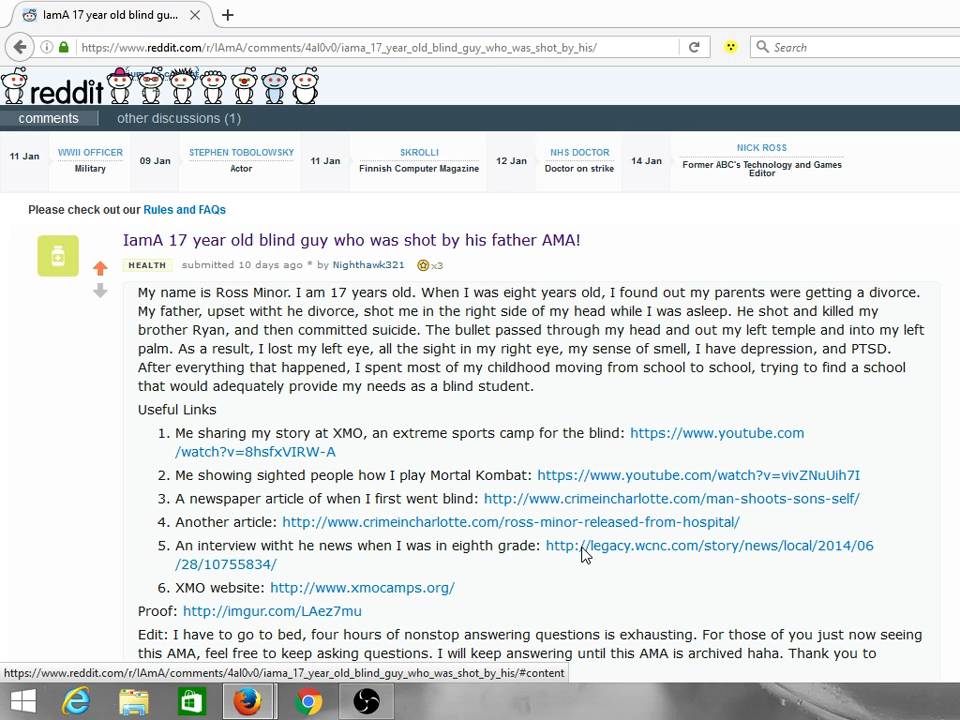 IamA 17 year old blind gu...
https://www.reddit.com/r/IAmA/comments/4al0v0/iama_17_year_old_blind_guy_who_was_shot_by_his/
Search
reddit
comments
other discussions (1)
11 Jan
WWII OFFICER
Military
09 Jan
STEPHEN TOBOLOWSKY
Actor
11 Jan
SKROLLI
Finnish Computer Magazine
12 Jan
NHS DOCTOR
Doctor on strike
14 Jan
NICK ROSS
Former ABC's Technology and Games
Editor
Please check out our Rules and FAQs
IamA 17 year old blind guy who was shot by his father AMA!
HEALTH submitted 10 days ago * by Nighthawk321 x3
My name is Ross Minor. I am 17 years old. When I was eight years old, I found out my parents were getting a divorce.
My father, upset witht he divorce, shot me in the right side of my head while I was asleep. He shot and killed my
brother Ryan, and then committed suicide. The bullet passed through my head and out my left temple and into my left
palm. As a result, I lost my left eye, all the sight in my right eye, my sense of smell, I have depression, and PTSD.
After everything that happened, I spent most of my childhood moving from school to school, trying to find a school
that would adequately provide my needs as a blind student.
Useful Links
1. Me sharing my story at XMO, an extreme sports camp for the blind: https://www.youtube.com
/watch?v=8hsfxVIRW-A
2. Me showing sighted people how I play Mortal Kombat: https://www.youtube.com/watch?v=vivZNuUih7I
3. A newspaper article of when I first went blind: http://www.crimeincharlotte.com/man-shoots-sons-self/
4. Another article: http://www.crimeincharlotte.com/ross-minor-released-from-hospital/
5. An interview witht he news when I was in eighth grade: http://legacy.wcnc.com/story/news/local/2014/06
/28/10755834/
6. XMO website: http://www.xmocamps.org/
Proof: http://imgur.com/LAez7mu
Edit: I have to go to bed, four hours of nonstop answering questions is exhausting. For those of you just now seeing
this AMA, feel free to keep asking questions. I will keep answering until this AMA is archived haha. Thank you to
https://www.reddit.com/r/IAmA/comments/4al0v0/iama_17_year_old_blind_guy_who_was_shot_by_his/#content